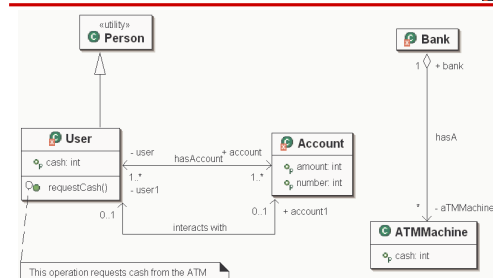 «utility»
C Person
C Bank
1 + bank
hasA
* - aTMMachine
C ATMMachine
cash: int
C User
cash: int
requestCash()
- user + account
hasAccount
1..* 1..*
- user1
0..1 0..1 + account1
interacts with
C Account
amount: int
number: int
This operation requests cash from the ATM